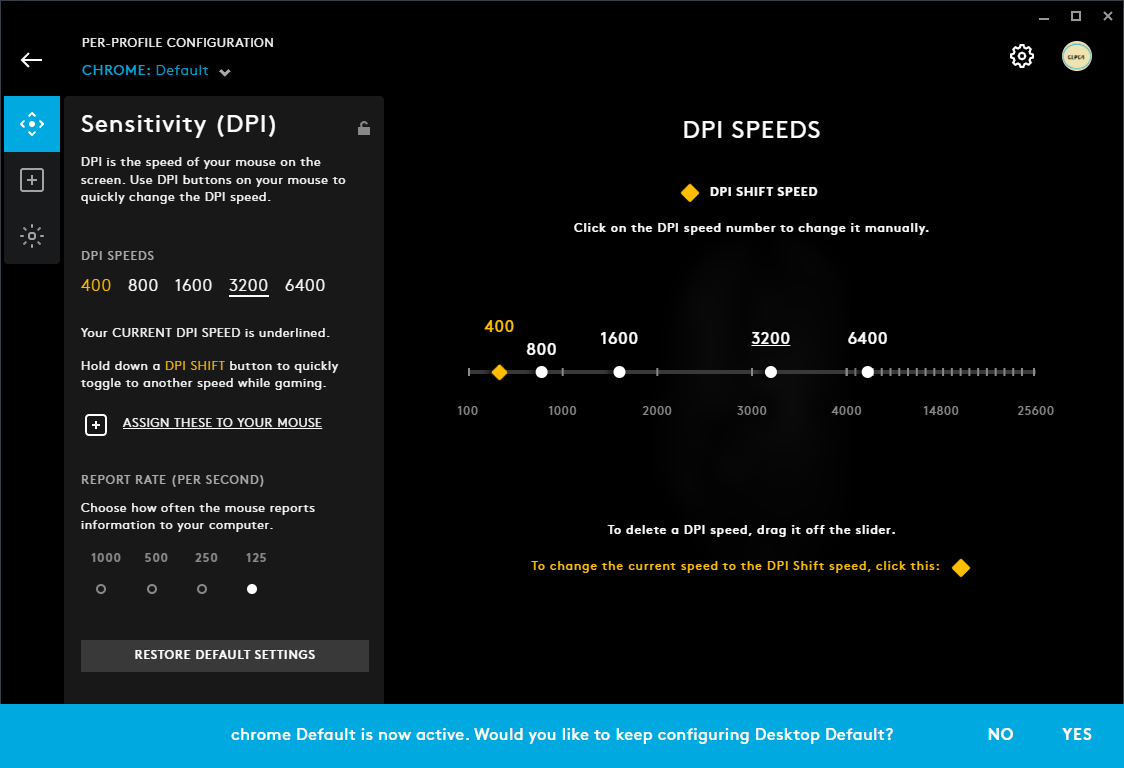 PER-PROFILE CONFIGURATION
CHROME: Default
Sensitivity (DPI)
DPI is the speed of your mouse on the
screen. Use DPI buttons on your mouse to
quickly change the DPI speed.
DPI SPEEDS
400 800 1600 3200 6400
Your CURRENT DPI SPEED is underlined.
Hold down a DPI SHIFT button to quickly
toggle to another speed while gaming.
ASSIGN THESE TO YOUR MOUSE
REPORT RATE (PER SECOND)
Choose how often the mouse reports
information to your computer.
1000 500 250 125
RESTORE DEFAULT SETTINGS
DPI SPEEDS
DPI SHIFT SPEED
Click on the DPI speed number to change it manually.
400 800 1600 3200 6400
100 1000 2000 3000 4000 14800 25600
To delete a DPI speed, drag it off the slider.
To change the current speed to the DPI Shift speed, click this:
chrome Default is now active. Would you like to keep configuring Desktop Default? NO YES